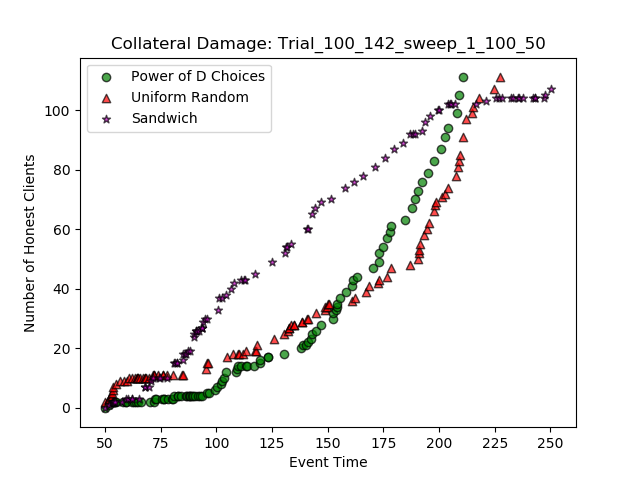 Collateral Damage: Trial_100_142_sweep_1_100_50
Power of D Choices
Uniform Random
Sandwich
Number of Honest Clients
100
80
60
40
20
0
50 75 100 125 150 175 200 225 250
Event Time